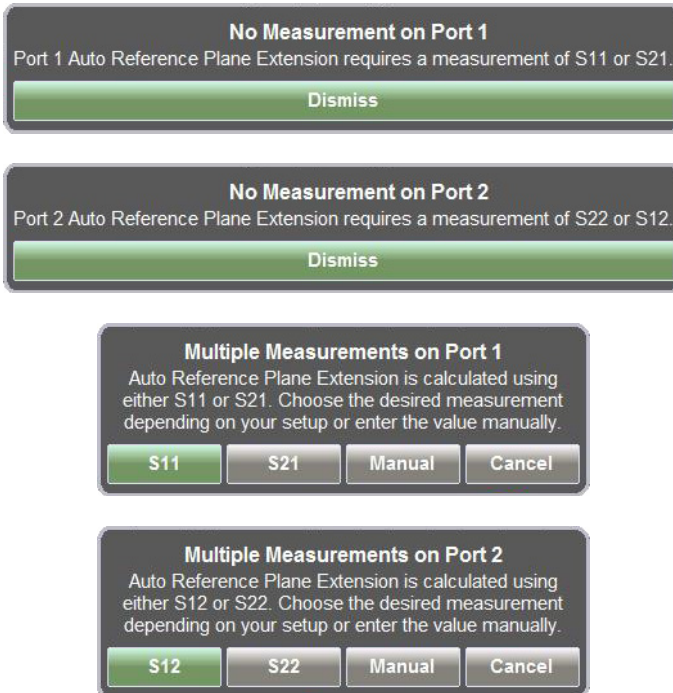 No Measurement on Port 1
Port 1 Auto Reference Plane Extension requires a measurement of S11 or S21.
Dismiss
No Measurement on Port 2
Port 2 Auto Reference Plane Extension requires a measurement of S22 or S12.
Dismiss
Multiple Measurements on Port 1
Auto Reference Plane Extension is calculated using
either S11 or S21. Choose the desired measurement
depending on your setup or enter the value manually.
S11 S21 Manual Cancel
Multiple Measurements on Port 2
Auto Reference Plane Extension is calculated using
either S12 or S22. Choose the desired measurement
depending on your setup or enter the value manually.
S12 S22 Manual Cancel